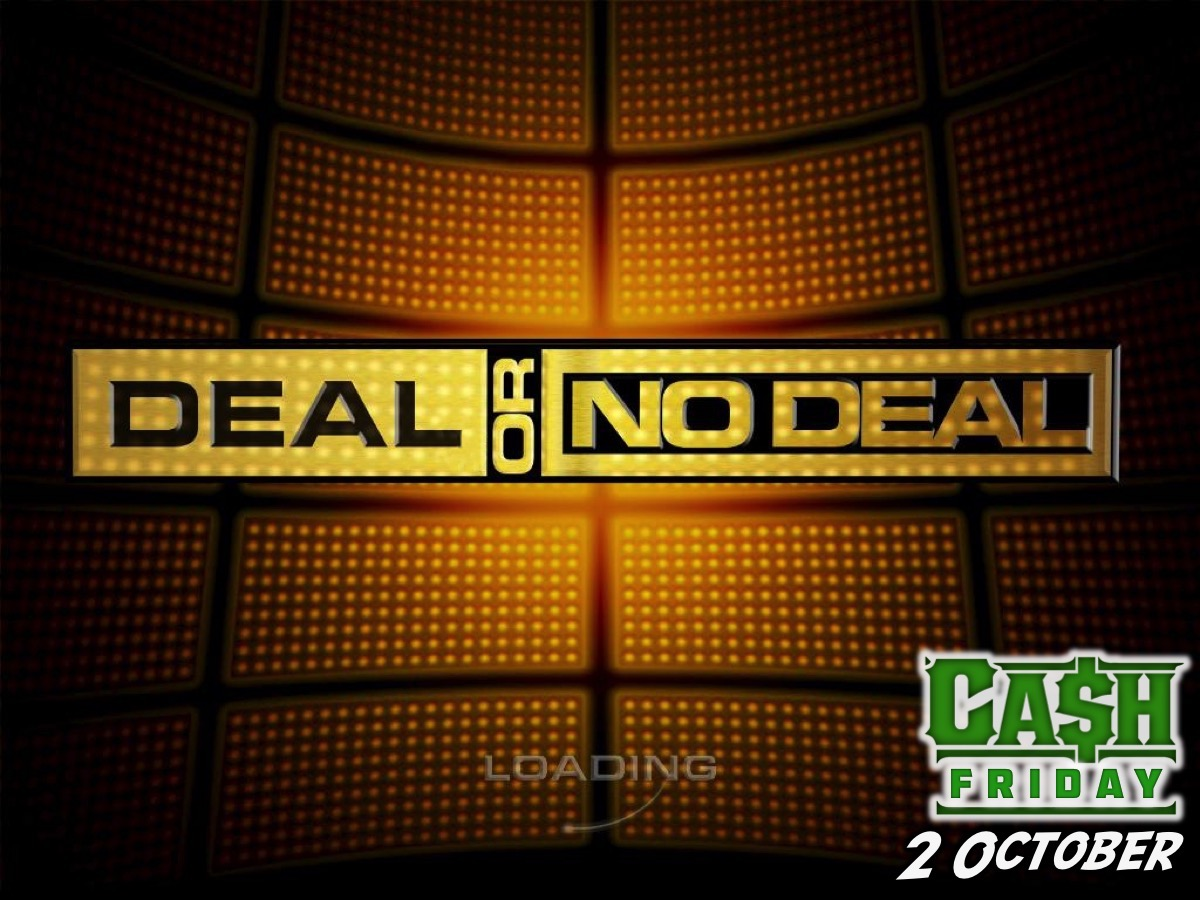 DEAL OR NO DEAL
LOADING
CA$H
FRIDAY
2 OCTOBER